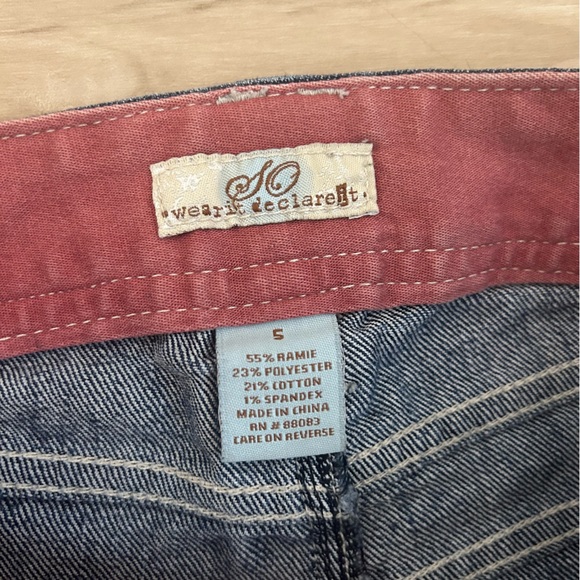 SO
wear it declare it.
5
55% RAMIE
23% POLYESTER
21% COTTON
1% SPANDEX
MADE IN CHINA
RN # 88083
CARE ON REVERSE